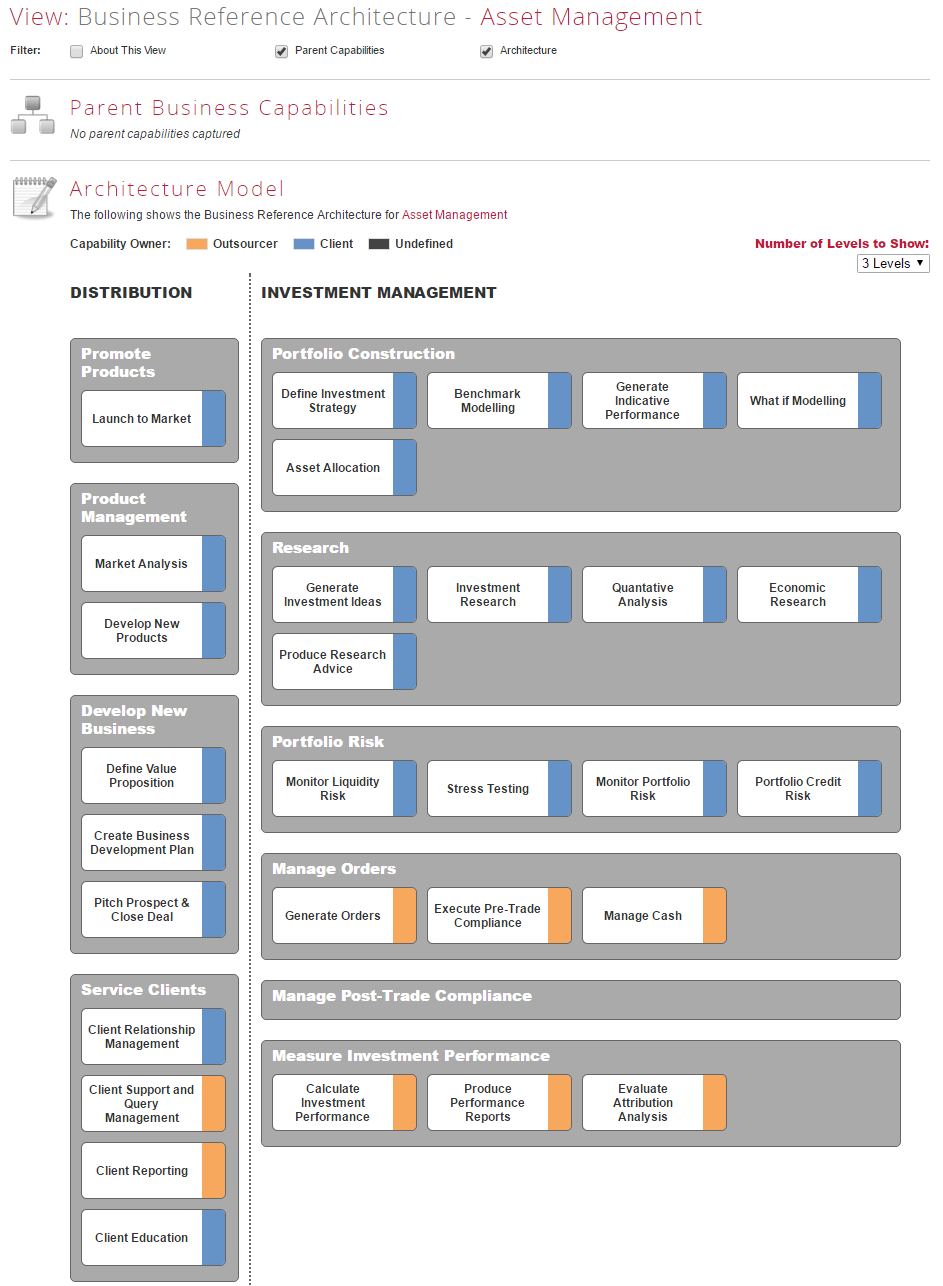 View: Business Reference Architecture - Asset Management
Filter:
About This View
Parent Capabilities
Architecture
Parent Business Capabilities
No parent capabilities captured
Architecture Model
The following shows the Business Reference Architecture for Asset Management
Capability Owner:
Outsourcer
Client
Undefined
Number of Levels to Show:
3 Levels
DISTRIBUTION
Promote
Products
Launch to Market
Product
Management
Market Analysis
Develop New
Products
Develop New
Business
Define Value
Proposition
Create Business
Development Plan
Pitch Prospect &
Close Deal
Service Clients
Client Relationship
Management
Client Support and
Query
Management
Client Reporting
Client Education
INVESTMENT MANAGEMENT
Portfolio Construction
Define Investment
Strategy
Benchmark
Modelling
Generate
Indicative
Performance
What if Modelling
Asset Allocation
Research
Generate
Investment Ideas
Investment
Research
Quantative
Analysis
Economic
Research
Produce Research
Advice
Portfolio Risk
Monitor Liquidity
Risk
Stress Testing
Monitor Portfolio
Risk
Portfolio Credit
Risk
Manage Orders
Generate Orders
Execute Pre-Trade
Compliance
Manage Cash
Manage Post-Trade Compliance
Measure Investment Performance
Calculate
Investment
Performance
Produce
Performance
Reports
Evaluate
Attribution
Analysis